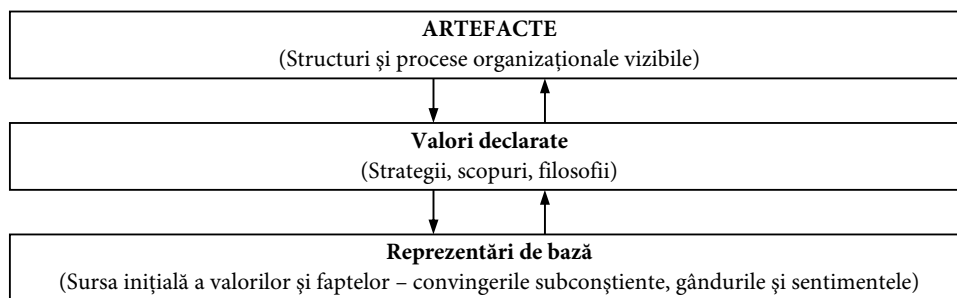 ARTEFACTE
(Structuri şi procese organizaţionale vizibile)
Valori declarate
(Strategii, scopuri, filosofii)
Reprezentări de bază
(Sursa iniţială a valorilor şi faptelor – convingerile subconştiente, gândurile şi sentimentele)